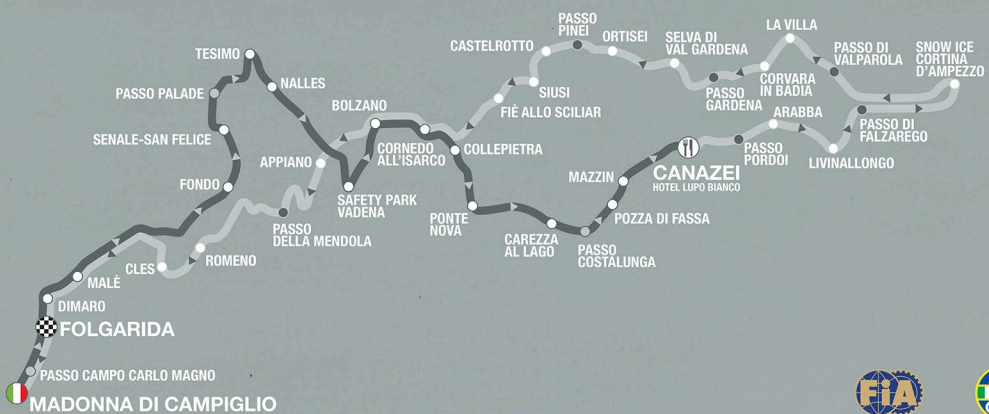 PASSO
PINEI
LA VILLA
CASTELROTTO
ORTISEI
SELVA DI
VAL GARDENA
PASSO DI
VALPAROLA
SNOW ICE
CORTINA
D'AMPEZZO
TESIMO
NALLES
PASSO PALADE
SIUSI
PASSO
GARDENA
CORVARA
IN BADIA
BOLZANO
FIÈ ALLO SCILIAR
ARABBA
PASSO DI
FALZAREGO
SENALE-SAN FELICE
CORNEDO
ALL'ISARCO
COLLEPIETRA
PASSO
PORDOI
LIVINALLONGO
APPIANO
CANAZEI
HOTEL LUPO BIANCO
MAZZIN
FONDO
SAFETY PARK
VADENA
PONTE
NOVA
POZZA DI FASSA
PASSO
DELLA MENDOLA
CAREZZA
AL LAGO
PASSO
COSTALUNGA
ROMENO
CLES
MALÈ
DIMARO
FOLGARIDA
PASSO CAMPO CARLO MAGNO
MADONNA DI CAMPIGLIO
FIA